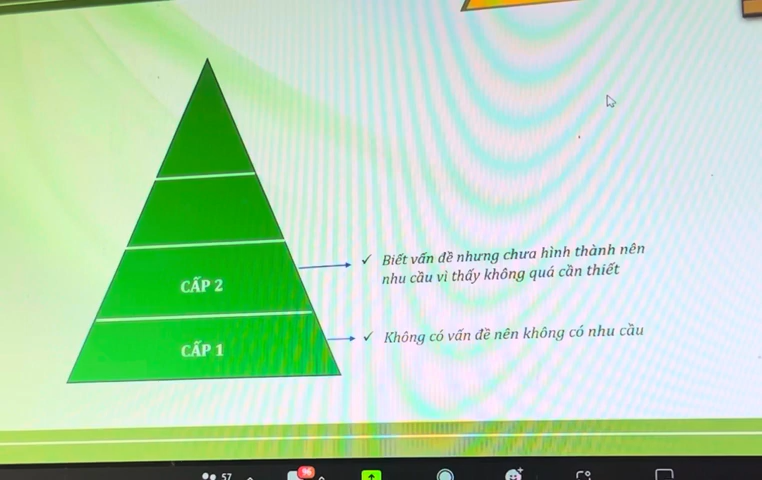 ✓ Biết vấn đề nhưng chưa hình thành nên
nhu cầu vì thấy không quá cần thiết
CẤP 2
✓ Không có vấn đề nên không có nhu cầu
CẤP 1
57
96